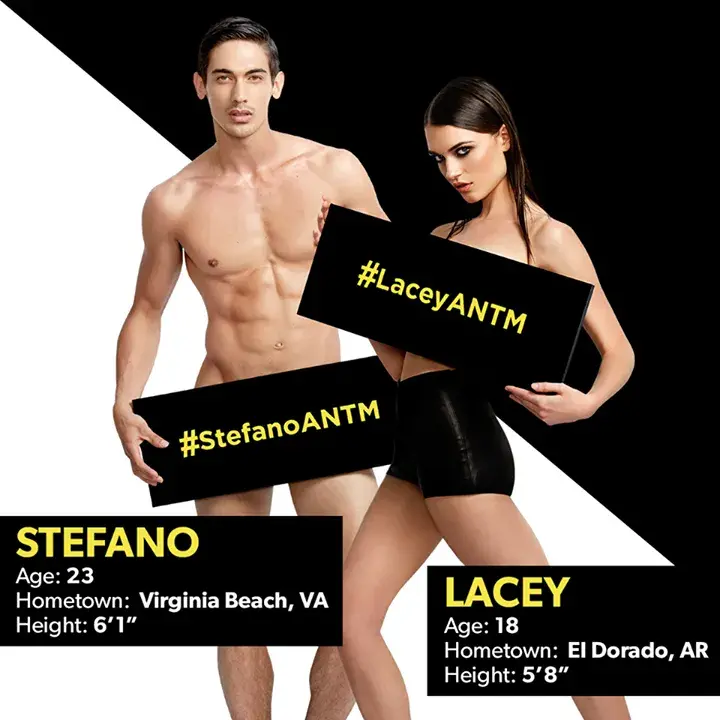 #LaceyANTM
#StefanoANTM
STEFANO
Age: 23
Hometown: Virginia Beach, VA
Height: 6’1”
LACEY
Age: 18
Hometown: El Dorado, AR
Height: 5’8”